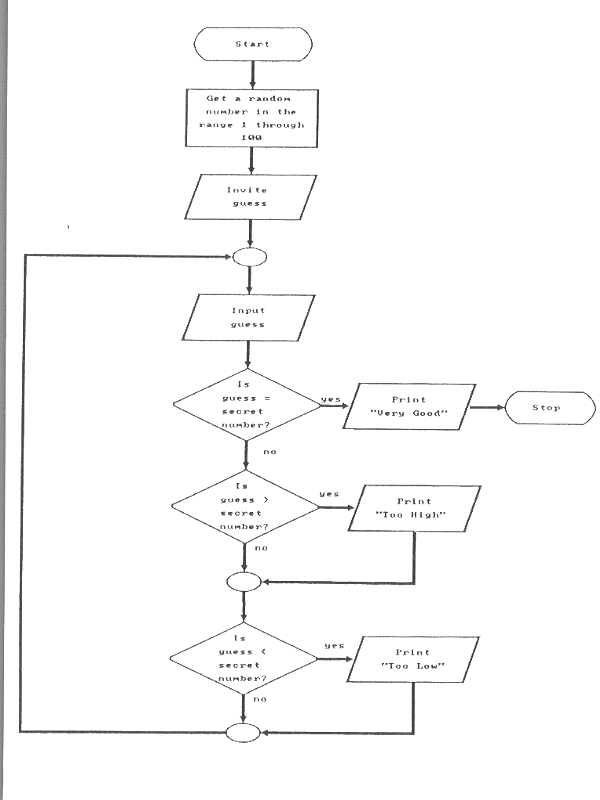 Start
Get a random
number in the
range 1 through
100
Invite
guess
Input
guess
Is
guess =
secret
number?
yes
Print
"Very Good"
Stop
no
Is
guess >
secret
number?
yes
Print
"Too High"
no
Is
guess <
secret
number?
yes
Print
"Too Low"
no